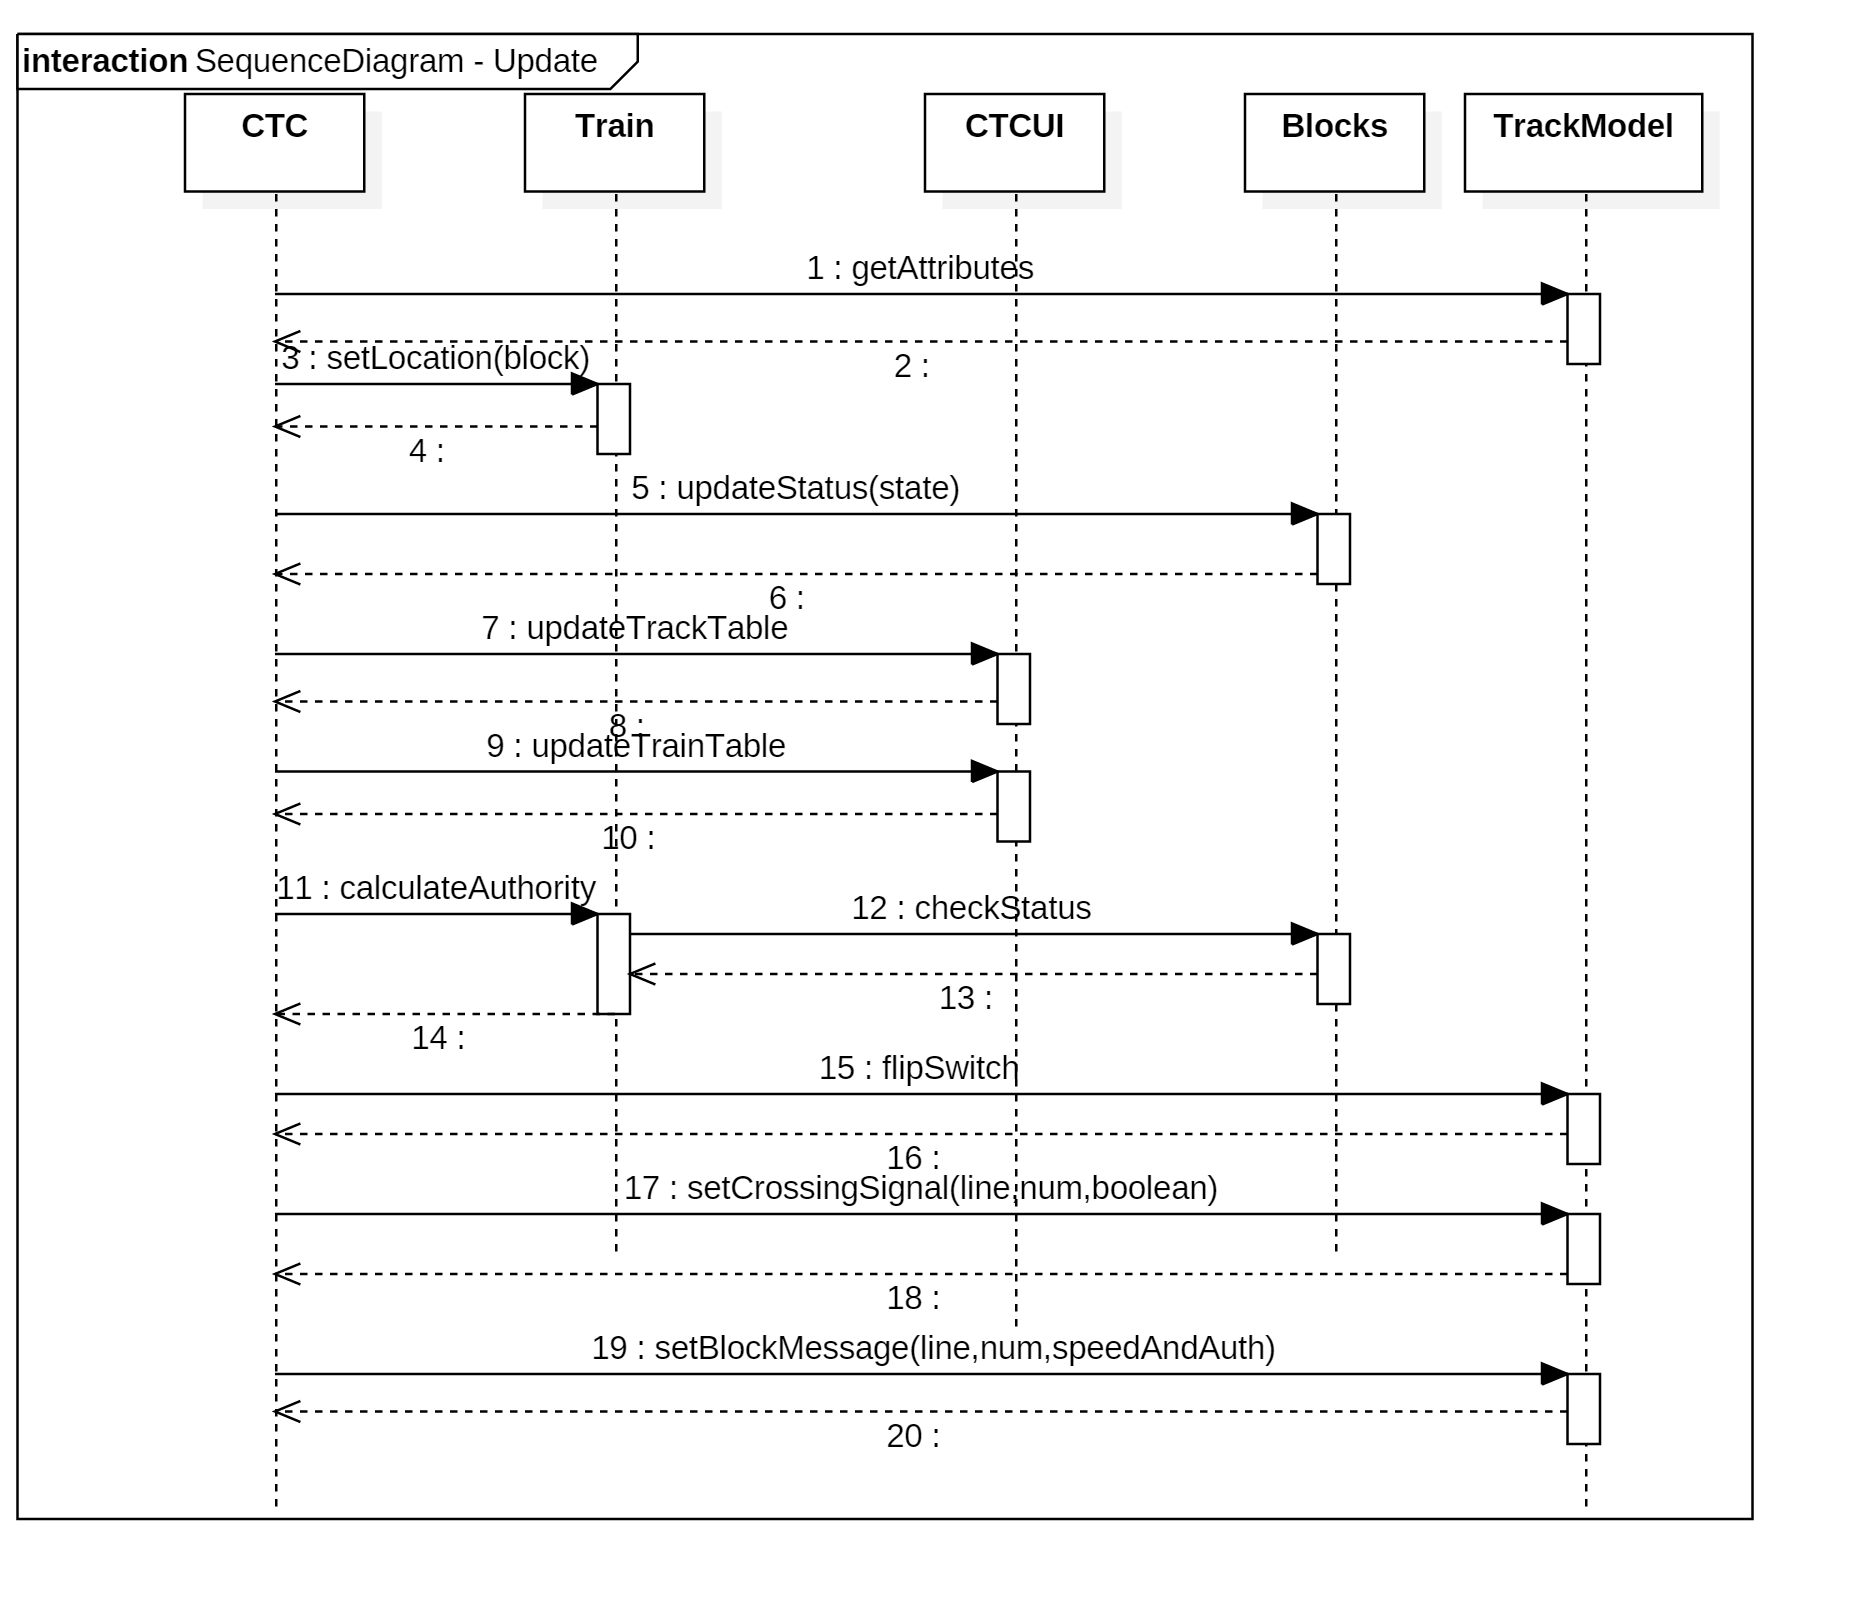 interaction SequenceDiagram - Update
CTC
Train
CTCUI
Blocks
TrackModel
1 : getAttributes
2 :
3 : setLocation(block)
4 :
5 : updateStatus(state)
6 :
7 : updateTrackTable
8 :
9 : updateTrainTable
10 :
11 : calculateAuthority
12 : checkStatus
13 :
14 :
15 : flipSwitch
16 :
17 : setCrossingSignal(line,num,boolean)
18 :
19 : setBlockMessage(line,num,speedAndAuth)
20 :